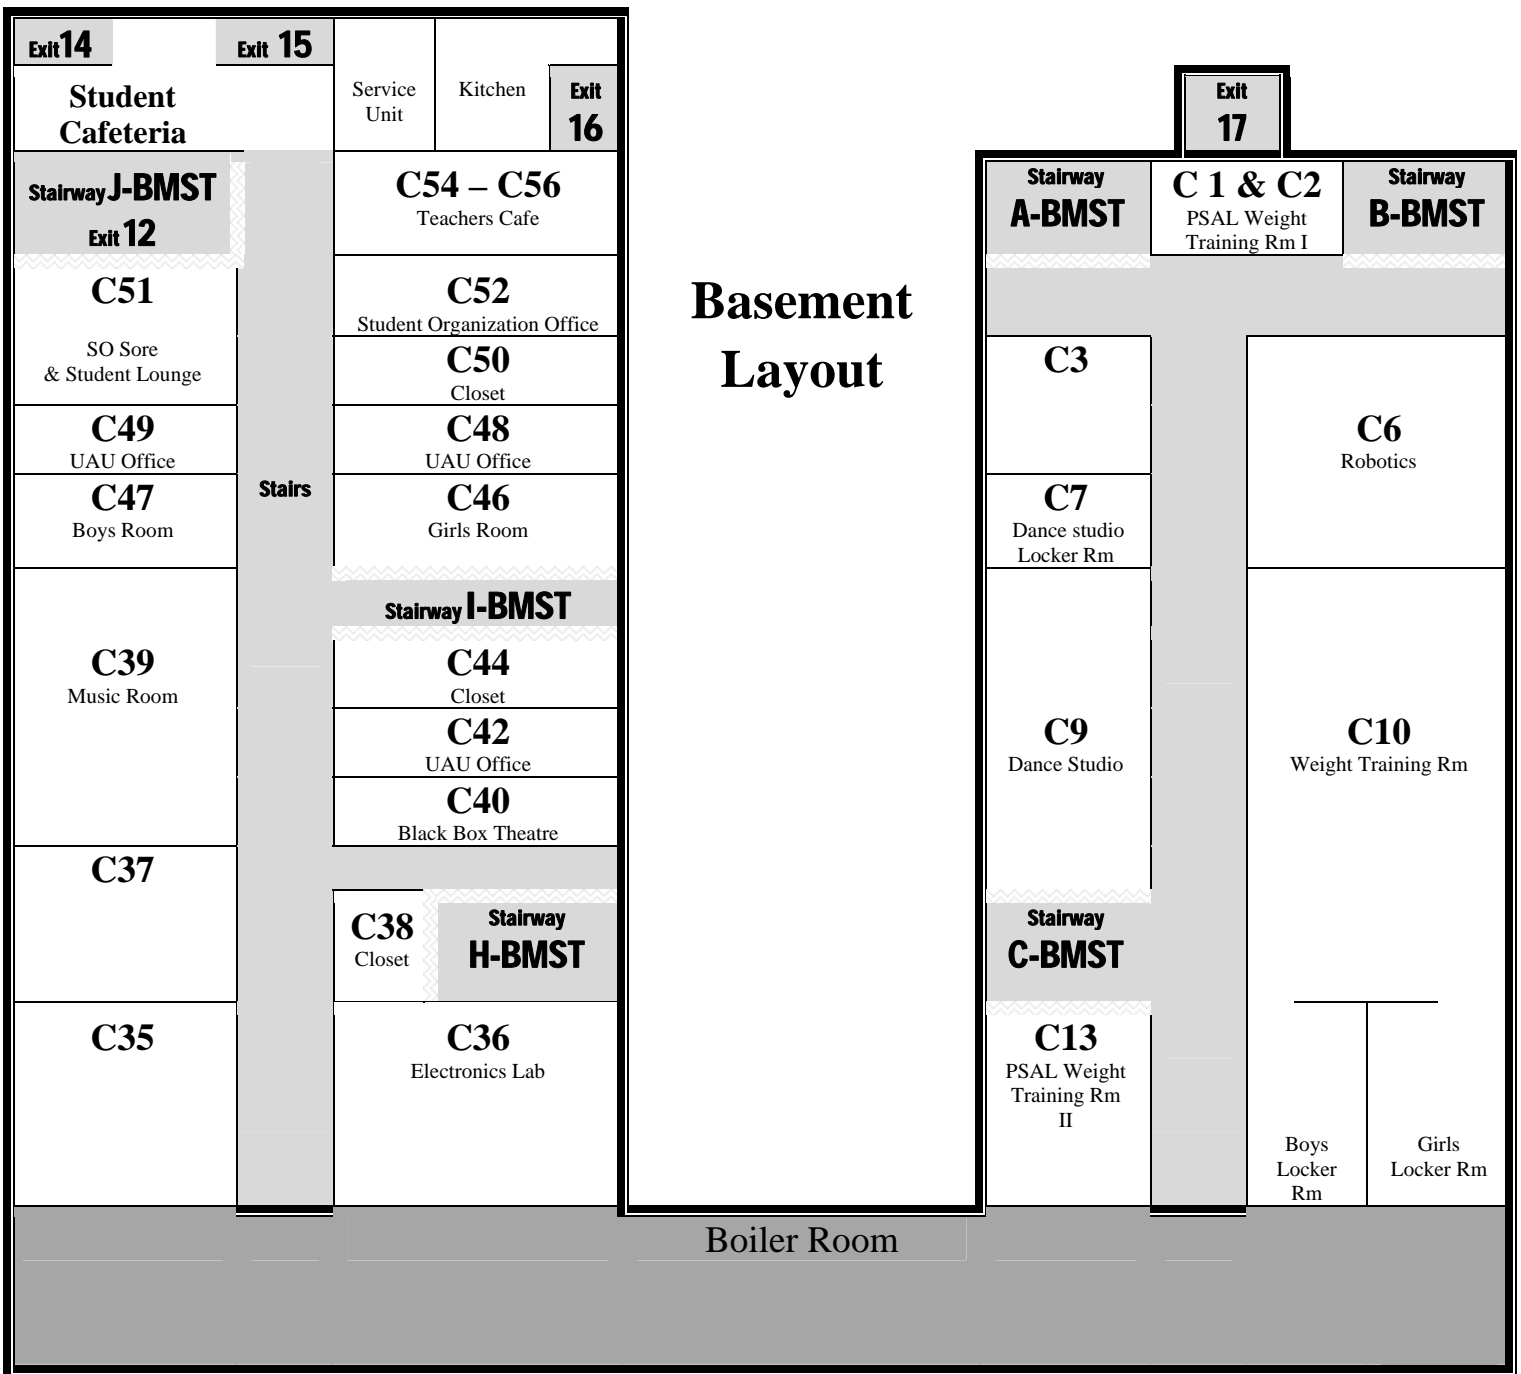 Exit 14
Exit 15
Student
Cafeteria
Service
Unit
Kitchen
Exit
16
Stairway J-BMST
Exit 12
C54 – C56
Teachers Cafe
C51
SO Sore
& Student Lounge
C52
Student Organization Office
C50
Closet
C49
UAU Office
C48
UAU Office
C47
Boys Room
Stairs
C46
Girls Room
Stairway I-BMST
C39
Music Room
C44
Closet
C42
UAU Office
C40
Black Box Theatre
C37
C38
Closet
Stairway
H-BMST
C35
C36
Electronics Lab
Basement
Layout
Exit
17
Stairway
A-BMST
C 1 & C2
PSAL Weight
Training Rm I
Stairway
B-BMST
C3
C6
Robotics
C7
Dance studio
Locker Rm
C9
Dance Studio
C10
Weight Training Rm
Stairway
C-BMST
C13
PSAL Weight
Training Rm
II
Boys
Locker
Rm
Girls
Locker Rm
Boiler Room